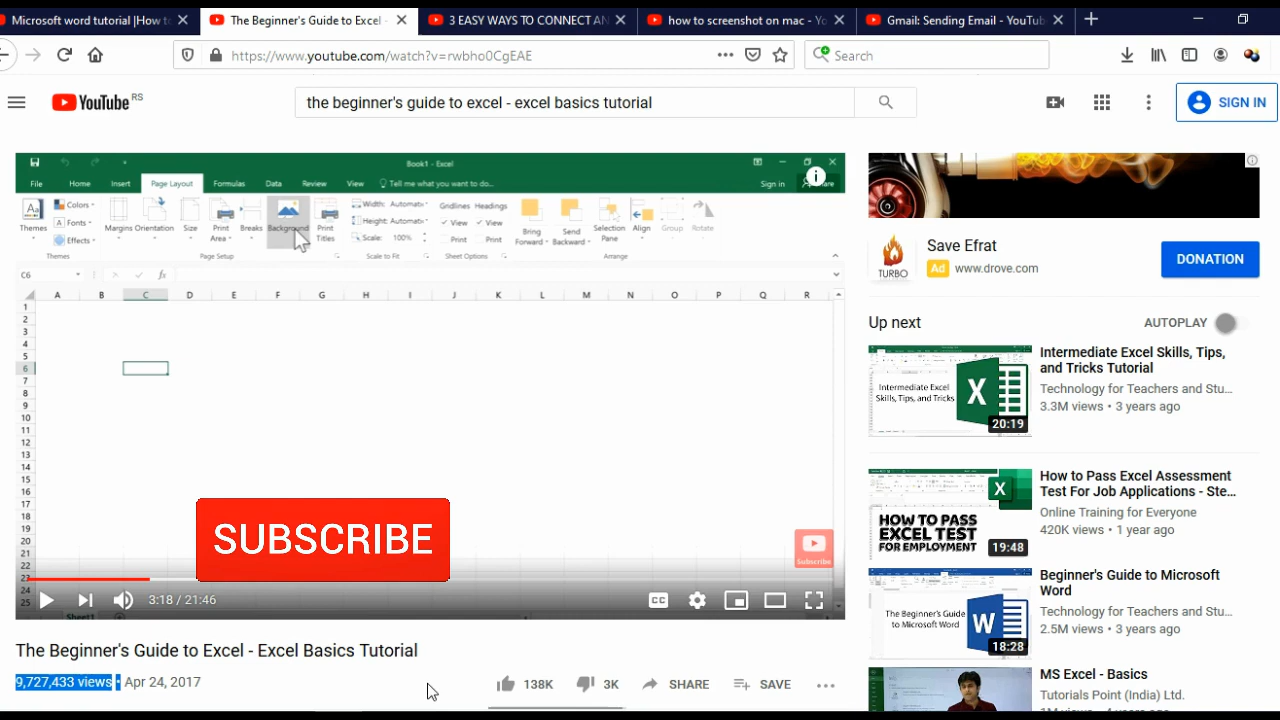 Microsoft word tutorial |How to
The Beginner's Guide to Excel -
3 EASY WAYS TO CONNECT AN
how to screenshot on mac - Yo
Gmail: Sending Email - YouTub
https://www.youtube.com/watch?v=rwbho0CgEAE
Search
YouTube RS
the beginner's guide to excel - excel basics tutorial
SIGN IN
Book1 - Excel
File Home Insert Page Layout Formulas Data Review View Tell me what you want to do...
Sign in
Themes
Colors
Fonts
Effects
Margins Orientation Size Print Area Breaks Background Print Titles
Width: Automatic
Height: Automatic
Scale: 100%
Gridlines Headings
View View
Print Print
Bring Forward Send Backward Selection Pane Align Group Rotate
Themes Page Setup Scale to Fit Sheet Options Arrange
C6 fx
A B C D E F G H I J K L M N O P Q R
1
2
3
4
5
6
7
8
9
10
11
12
13
14
15
16
17
18
19
20
21
22
23
25
SUBSCRIBE
Subscribe
3:18 / 21:46
CC
Sheet1
The Beginner's Guide to Excel - Excel Basics Tutorial
9,727,433 views • Apr 24, 2017
138K 3K SHARE SAVE
TURBO
Save Efrat
Ad www.drove.com
DONATION
Up next
AUTOPLAY
Intermediate Excel
Skills, Tips, and Tricks
X
20:19
Intermediate Excel Skills, Tips,
and Tricks Tutorial
Technology for Teachers and Stu...
3.3M views • 3 years ago
X
HOW TO PASS
EXCEL TEST
FOR EMPLOYMENT
19:48
How to Pass Excel Assessment
Test For Job Applications - Ste...
Online Training for Everyone
420K views • 1 year ago
The Beginner's Guide
to Microsoft Word
W
18:28
Beginner's Guide to Microsoft
Word
Technology for Teachers and Stu...
2.5M views • 3 years ago
MS Excel - Basics
Tutorials Point (India) Ltd.